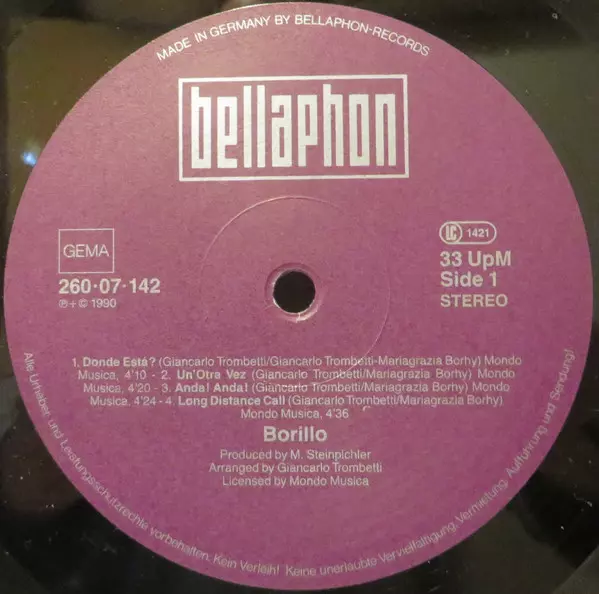 MADE IN GERMANY BY BELLAPHON-RECORDS
bellaphon
GEMA
260·07·142
℗+© 1990
LC 1421
33 UpM
Side 1
STEREO
1. Donde Está? (Giancarlo Trombetti/Giancarlo Trombetti-Mariagrazia Borhy) Mondo
Musica, 4'10 - 2. Un'Otra Vez (Giancarlo Trombetti/Mariagrazia Borhy) Mondo
Musica, 4'20 - 3. Anda! Anda! (Giancarlo Trombetti/Mariagrazia Borhy) Mondo
Musica, 4'24 - 4. Long Distance Call (Giancarlo Trombetti/Mariagrazia Borhy)
Mondo Musica, 4'36
Borillo
Produced by M. Steinpichler
Arranged by Giancarlo Trombetti
Licensed by Mondo Musica
Alle Urheber- und Leistungsschutzrechte vorbehalten. Kein Verleih! Keine unerlaubte Vervielfältigung, Vermietung, Aufführung und Sendung!